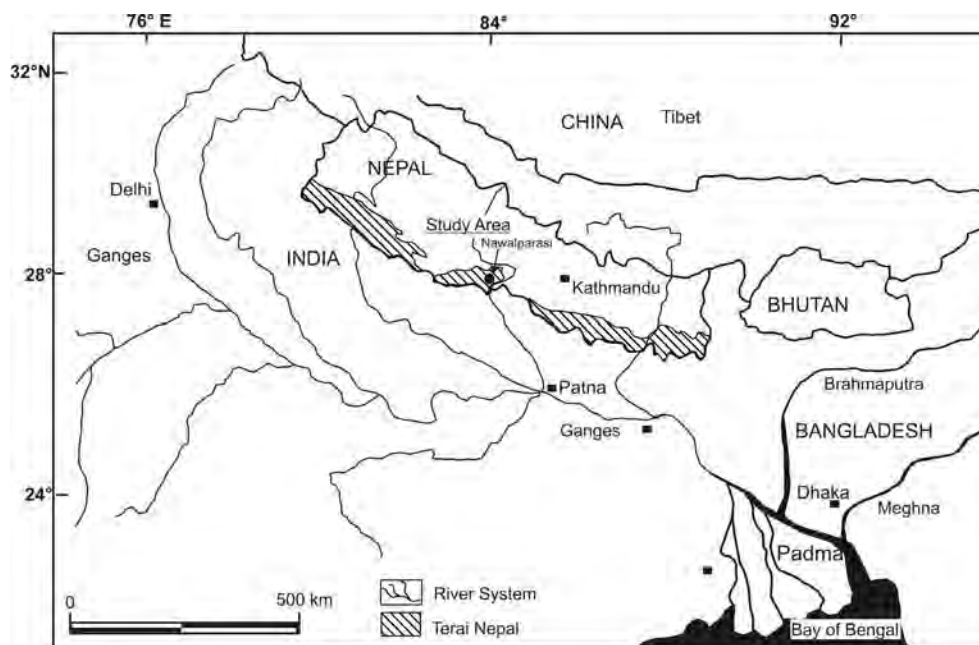 76° E
84°
92°
32°N
CHINA Tibet
NEPAL
Delhi
Study Area
Nawalparasi
Ganges
INDIA
28°
Kathmandu
BHUTAN
Patna
Brahmaputra
Ganges
BANGLADESH
24°
Dhaka
Meghna
Padma
0 500 km
River System
Terai Nepal
Bay of Bengal